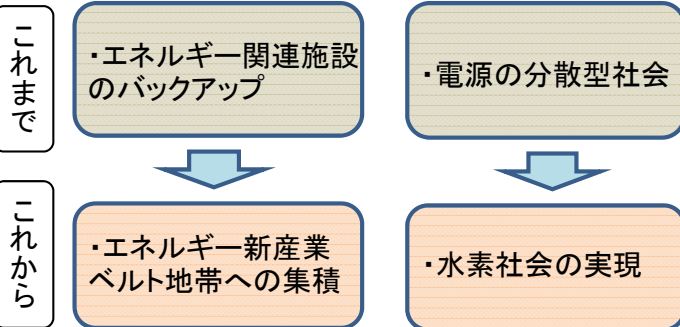 これまで
・エネルギー関連施設
のバックアップ
・電源の分散型社会
これから
・エネルギー新産業
ベルト地帯への集積
・水素社会の実現